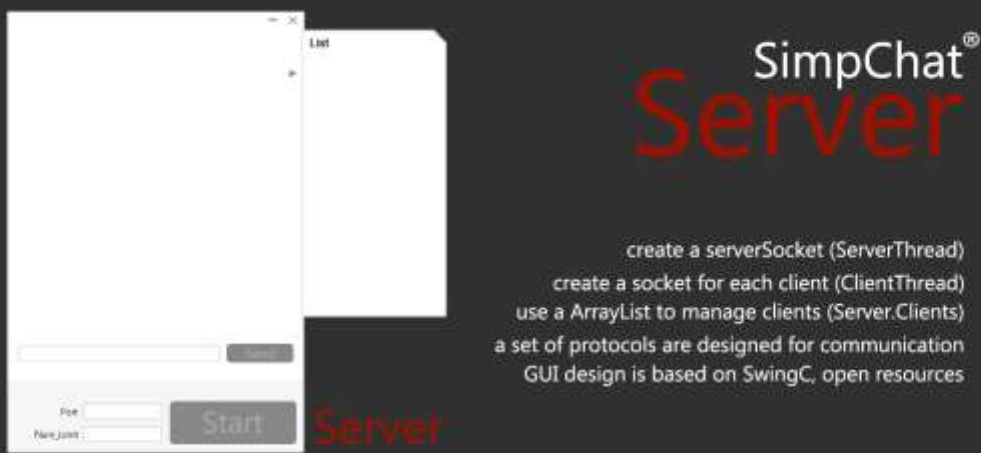 List
SimpChat®
Server
create a serverSocket (ServerThread)
create a socket for each client (ClientThread)
use a ArrayList to manage clients (Server.Clients)
a set of protocols are designed for communication
GUI design is based on SwingC, open resources
Send
Port
Num_Limit
Start
Server